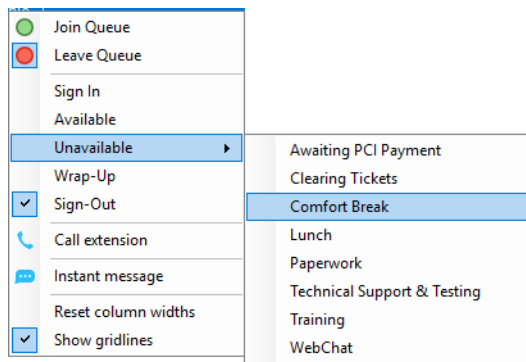 Join Queue
Leave Queue
Sign In
Available
Unavailable
Wrap-Up
Sign-Out
Call extension
Instant message
Reset column widths
Show gridlines
Awaiting PCI Payment
Clearing Tickets
Comfort Break
Lunch
Paperwork
Technical Support & Testing
Training
WebChat